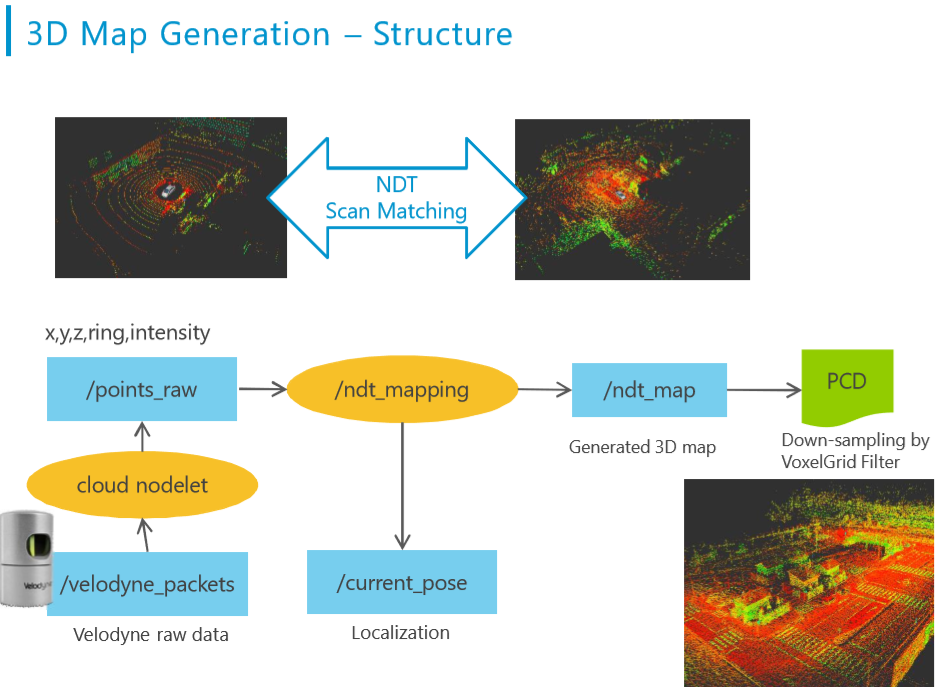 3D Map Generation – Structure
NDT
Scan Matching
x,y,z,ring,intensity
/points_raw
/ndt_mapping
/ndt_map
PCD
Generated 3D map
Down-sampling by
VoxelGrid Filter
cloud nodelet
Velodyne
/velodyne_packets
/current_pose
Velodyne raw data
Localization